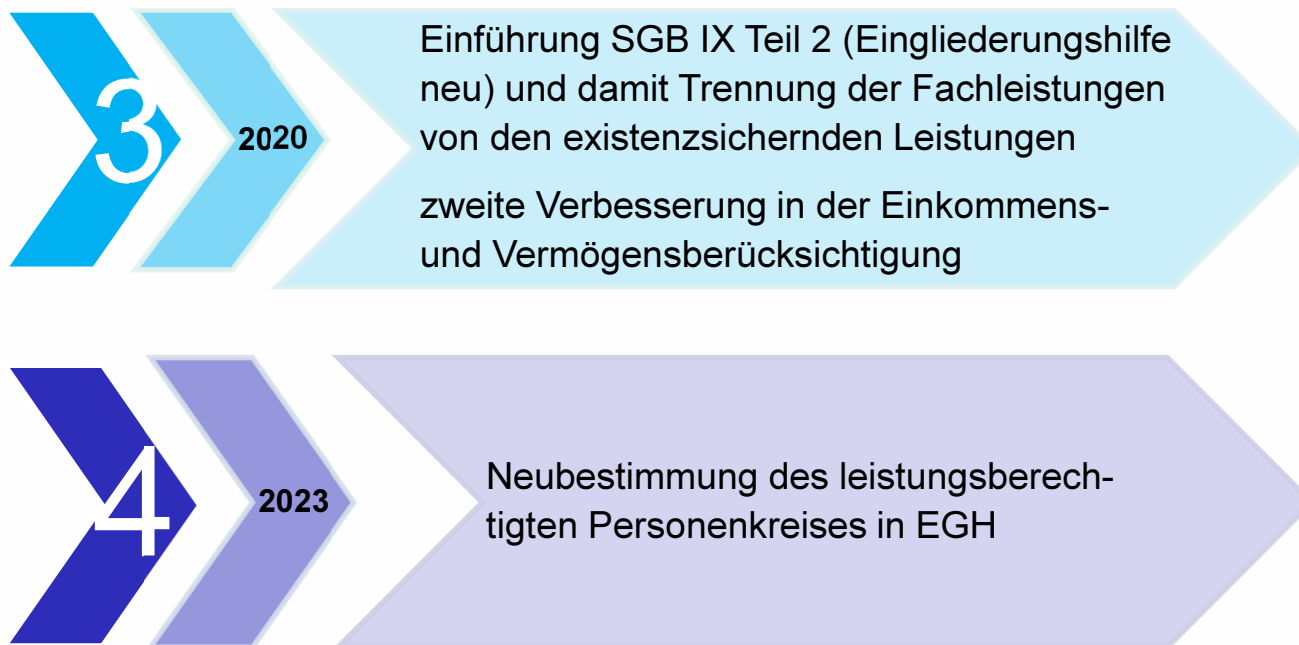 3
2020
Einführung SGB IX Teil 2 (Eingliederungshilfe
neu) und damit Trennung der Fachleistungen
von den existenzsichernden Leistungen
zweite Verbesserung in der Einkommens-
und Vermögensberücksichtigung
4
2023
Neubestimmung des leistungsberech-
tigten Personenkreises in EGH